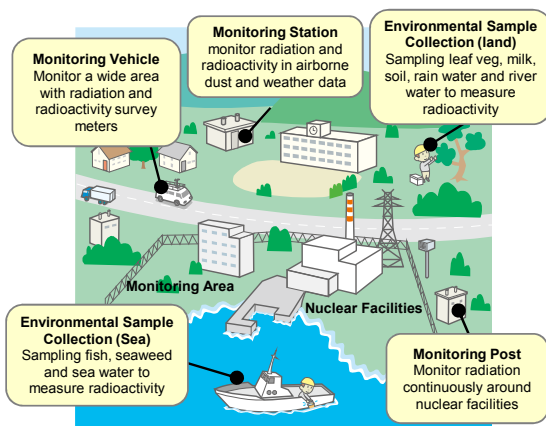 Monitoring Vehicle
Monitor a wide area
with radiation and
radioactivity survey
meters
Monitoring Station
monitor radiation and
radioactivity in airborne
dust and weather data
Environmental Sample
Collection (land)
Sampling leaf veg, milk,
soil, rain water and river
water to measure
radioactivity
Monitoring Area
Nuclear Facilities
Environmental Sample
Collection (Sea)
Sampling fish, seaweed
and sea water to
measure radioactivity
Monitoring Post
Monitor radiation
continuously around
nuclear facilities